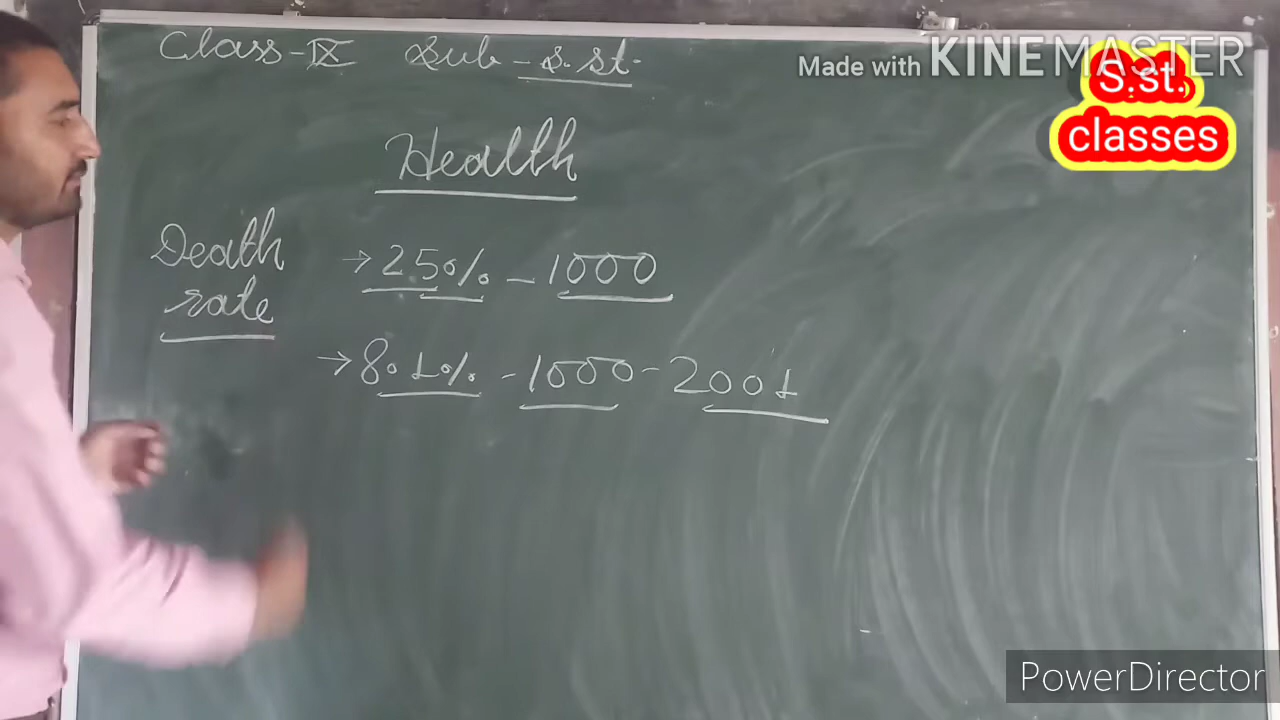 Class-IX Sub-S.St.
Made with KINEMASTER
S.st.
classes
Health
Death
rate
→25%-1000
→8.1%-1000-2001
PowerDirector